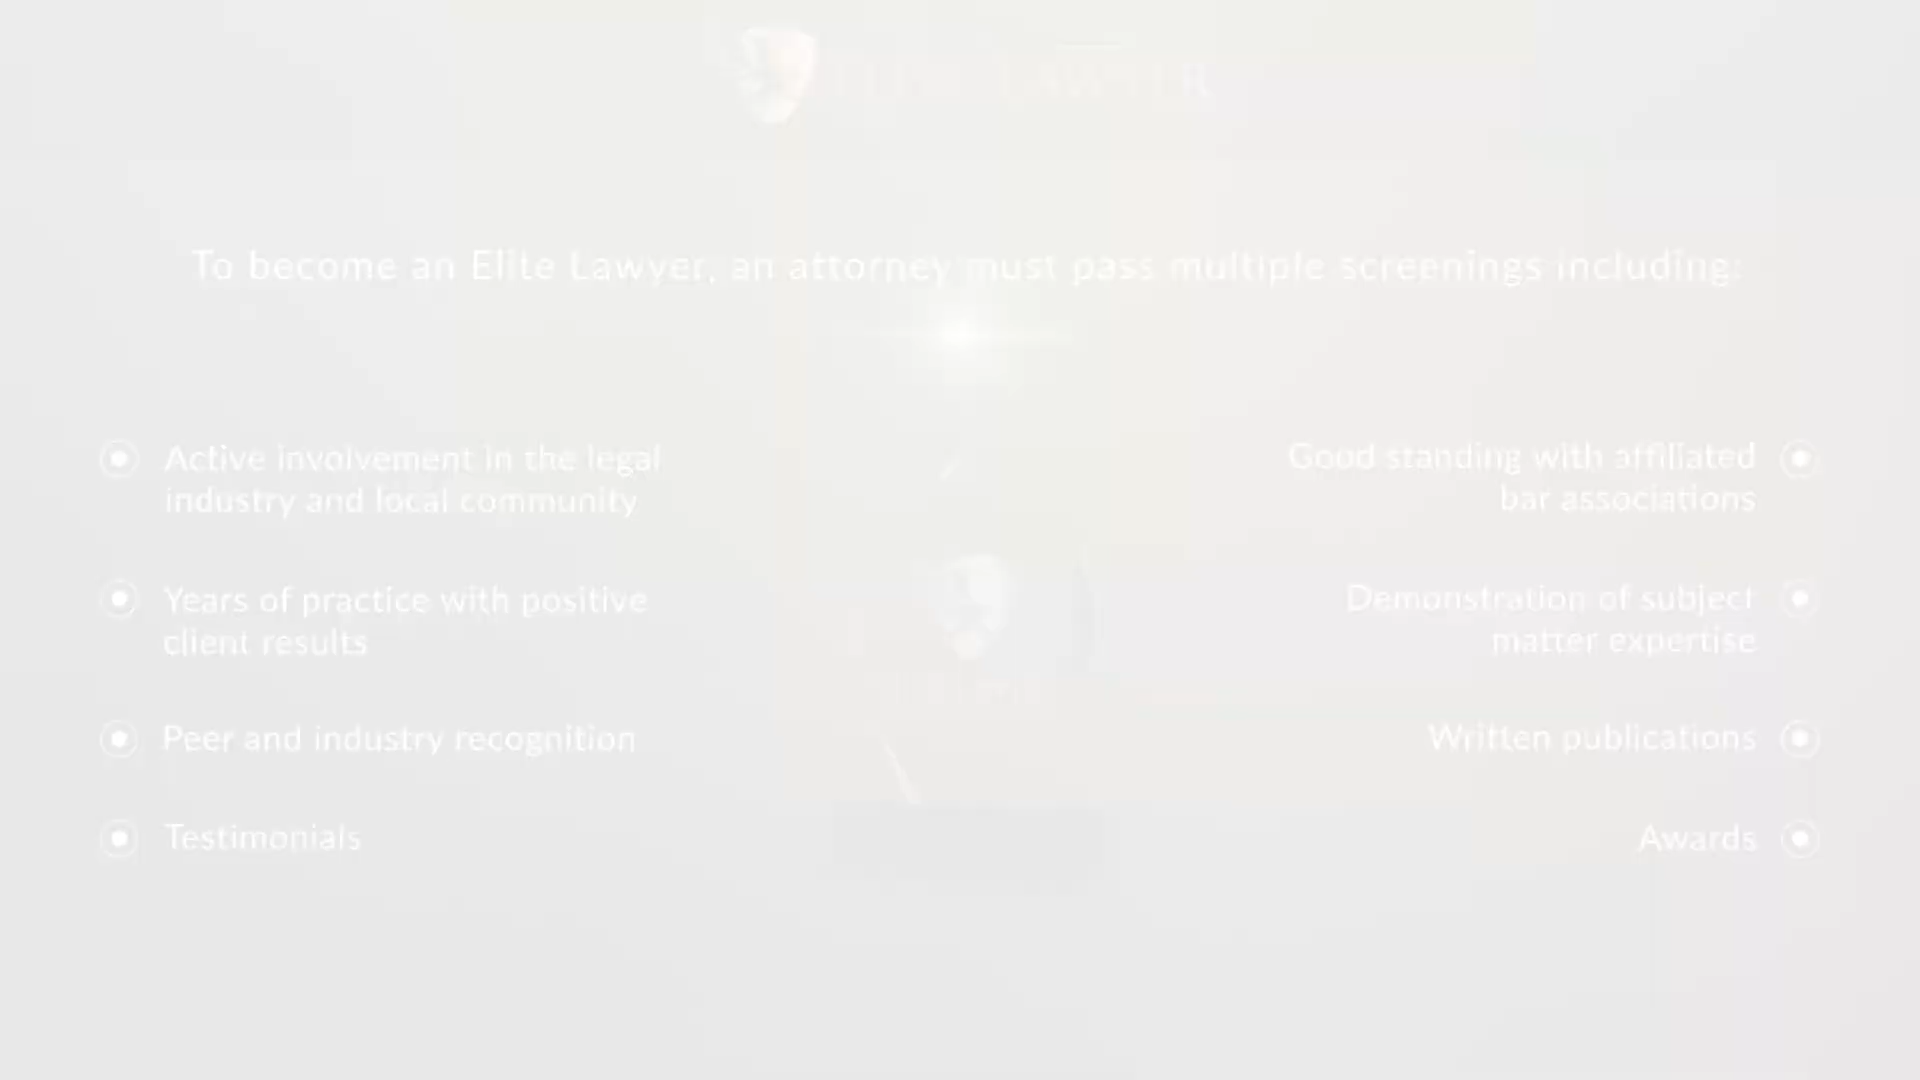 ELITE LAWYER
To become an Elite Lawyer, an attorney must pass multiple screenings including:
Active involvement in the legal
industry and local community
Years of practice with positive
client results
Peer and industry recognition
Testimonials
Good standing with affiliated
bar associations
Demonstration of subject
matter expertise
Written publications
Awards